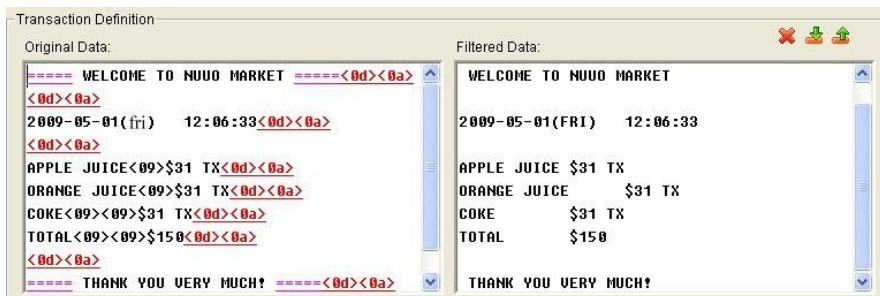 Transaction Definition
Original Data:
===== WELCOME TO NUUO MARKET =====<0d><0a>
<0d><0a>
2009-05-01(fri)   12:06:33<0d><0a>
<0d><0a>
APPLE JUICE<09>$31 TX<0d><0a>
ORANGE JUICE<09>$31 TX<0d><0a>
COKE<09><09>$31 TX<0d><0a>
TOTAL<09><09>$150<0d><0a>
<0d><0a>
===== THANK YOU VERY MUCH! =====<0d><0a>
Filtered Data:
WELCOME TO NUUO MARKET
2009-05-01(FRI)   12:06:33
APPLE JUICE $31 TX
ORANGE JUICE      $31 TX
COKE        $31 TX
TOTAL       $150
THANK YOU VERY MUCH!